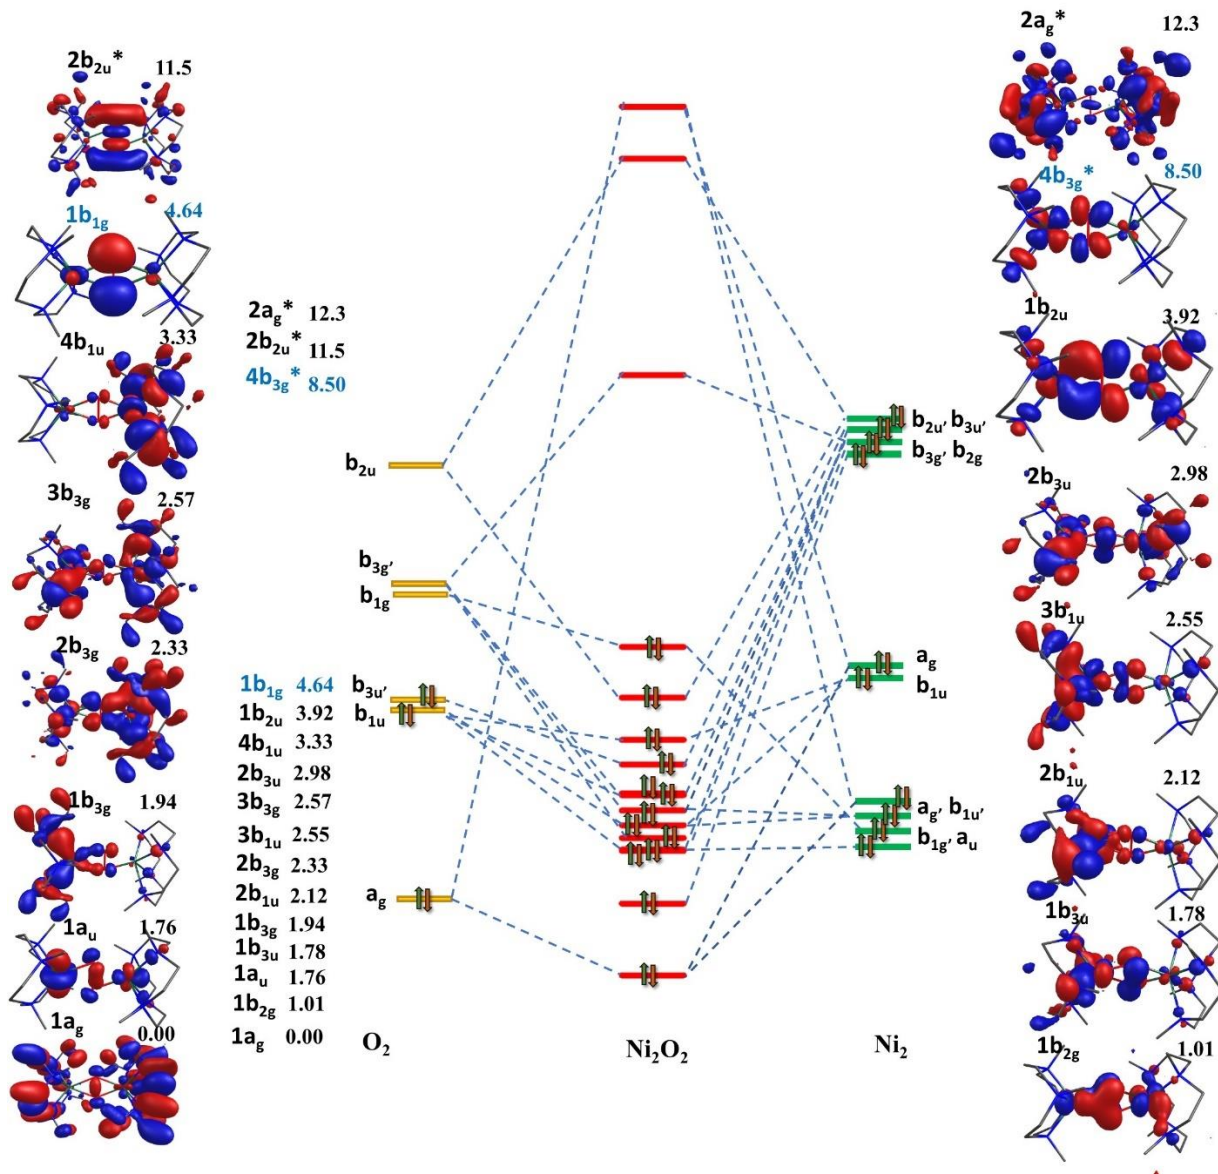 2b2u* 11.5
1b1g 4.64
4b1u 3.33
3b3g 2.57
2b3g 2.33
1b3g 1.94
1au 1.76
1ag 0.00
2ag* 12.3
2b2u* 11.5
4b3g* 8.50
1b1g 4.64
1b2u 3.92
4b1u 3.33
2b3u 2.98
3b3g 2.57
3b1u 2.55
2b3g 2.33
2b1u 2.12
1b3g 1.94
1b3u 1.78
1au 1.76
1b2g 1.01
1ag 0.00
b2u
b3g,
b1g
b3u,
b1u
ag
O2
Ni2O2
b2u, b3u,
b3g, b2g
ag
b1u
ag, b1u,
b1g, au
Ni2
2ag* 12.3
4b3g* 8.50
1b2u 3.92
2b3u 2.98
3b1u 2.55
2b1u 2.12
1b3u 1.78
1b2g 1.01